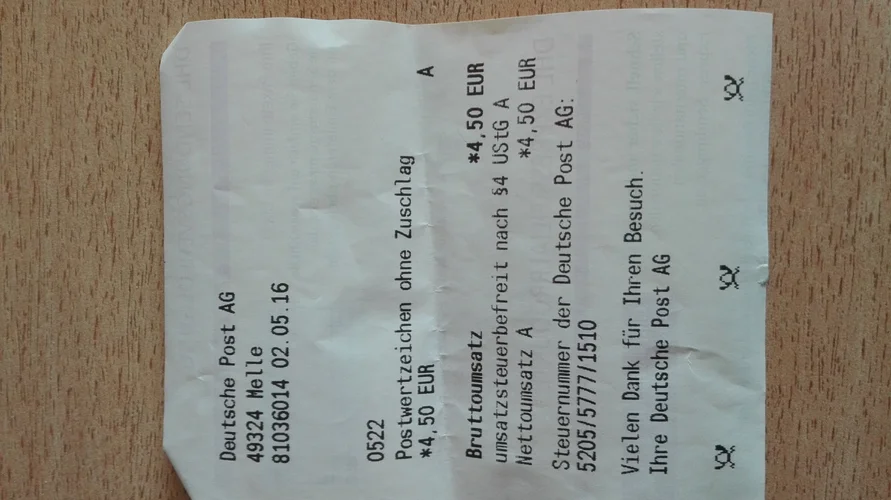 Deutsche Post AG
49324 Melle
81036014 02.05.16
0522
Postwertzeichen ohne Zuschlag
*4,50 EUR A
Bruttoumsatz *4,50 EUR
umsatzsteuerbefreit nach §4 UStG A
Nettoumsatz A *4,50 EUR
Steuernummer der Deutsche Post AG:
5205/5777/1510
Vielen Dank für Ihren Besuch.
Ihre Deutsche Post AG